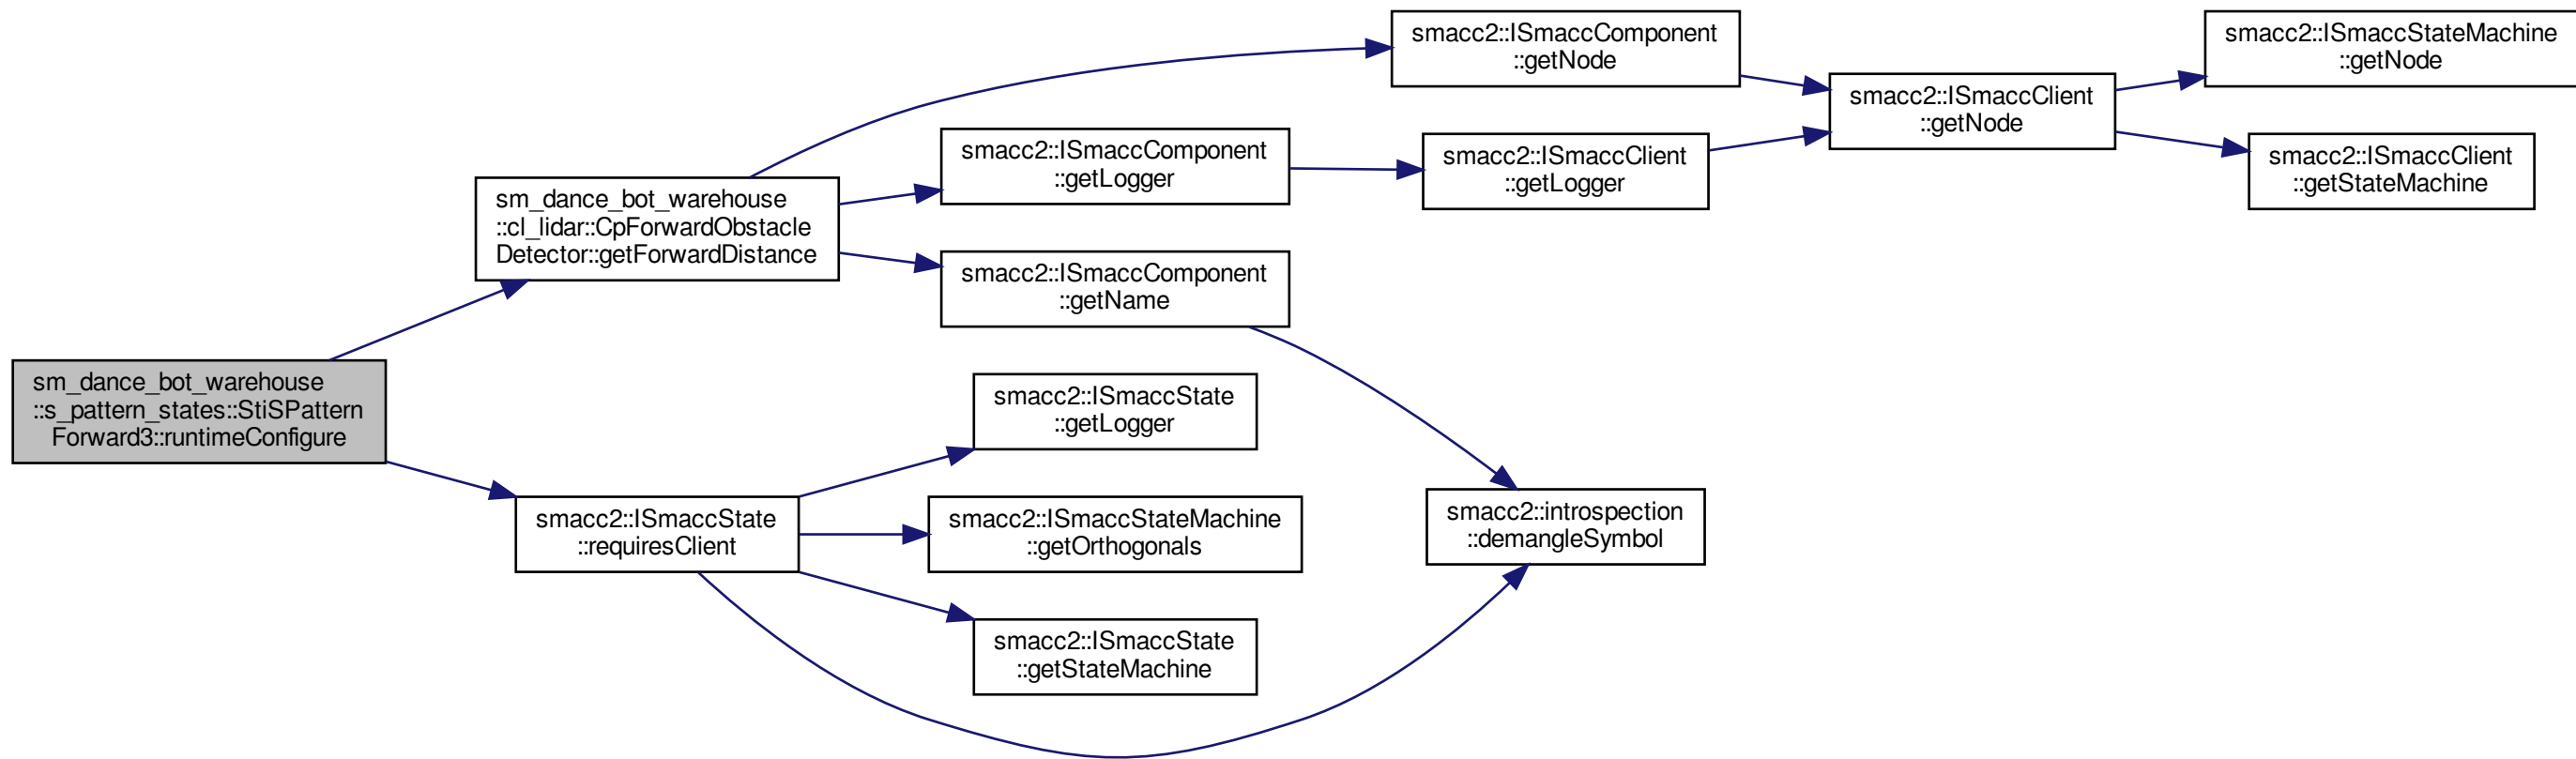 sm_dance_bot_warehouse
::s_pattern_states::StiSPattern
Forward3::runtimeConfigure
sm_dance_bot_warehouse
::cl_lidar::CpForwardObstacle
Detector::getForwardDistance
smacc2::ISmaccComponent
::getNode
smacc2::ISmaccComponent
::getLogger
smacc2::ISmaccComponent
::getName
smacc2::ISmaccClient
::getLogger
smacc2::ISmaccClient
::getNode
smacc2::ISmaccStateMachine
::getNode
smacc2::ISmaccClient
::getStateMachine
smacc2::ISmaccState
::requiresClient
smacc2::ISmaccState
::getLogger
smacc2::ISmaccStateMachine
::getOrthogonals
smacc2::ISmaccState
::getStateMachine
smacc2::introspection
::demangleSymbol